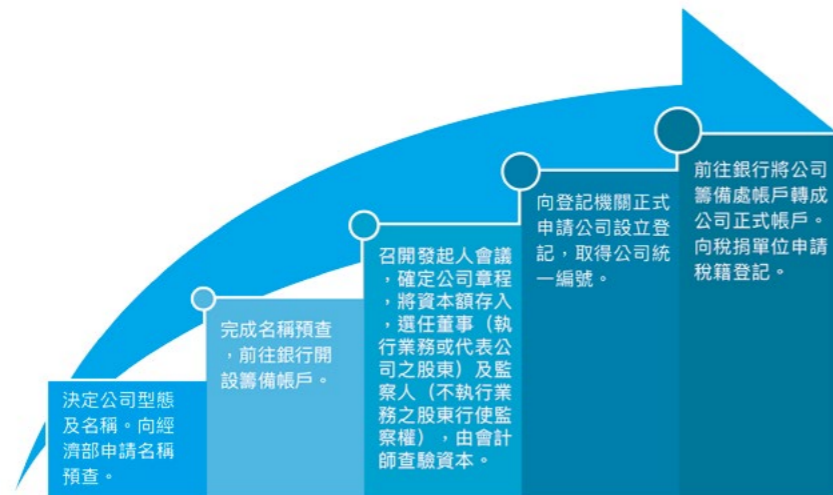 決定公司型態
及名稱。向經
濟部申請名稱
預查。
完成名稱預查
，前往銀行開
設籌備帳戶。
召開發起人會議
，確定公司章程
，將資本額存入
，選任董事（執
行業務或代表公
司之股東）及監
察人（不執行業
務之股東行使監
察權），由會計
師查驗資本。
向登記機關正式
申請公司設立登
記，取得公司統
一編號。
前往銀行將公司
籌備處帳戶轉成
公司正式帳戶。
向稅捐單位申請
稅籍登記。